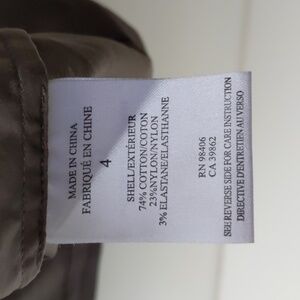 MADE IN CHINA
FABRIQUÉ EN CHINE
4
SHELL/EXTÉRIEUR
74% COTTON/COTON
23%NYLON/NYLON
3% ELASTANE/ELASTHANNE
RN 98406
CA 39862
SEE REVERSE SIDE FOR CARE INSTRUCTION
DIRECTIVE D'ENTRETIEN AU VERSO